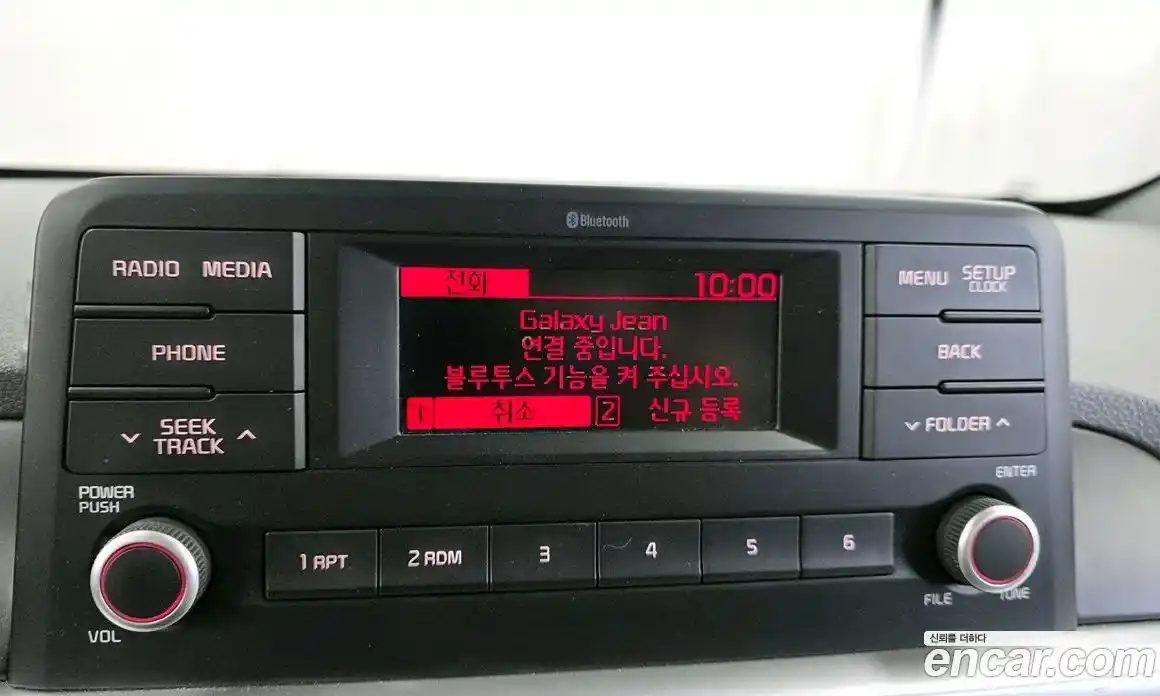 Bluetooth
RADIO MEDIA
전화 10:00
MENU SETUP
CLOCK
Galaxy Jean
연결 중입니다.
블루투스 기능을 켜 주십시오.
1 취소 2 신규 등록
PHONE
BACK
SEEK
TRACK
FOLDER
POWER
PUSH
ENTER
1 RPT 2 RDM 3 4 5 6
VOL
FILE TUNE
신뢰를 더하다
encar.com